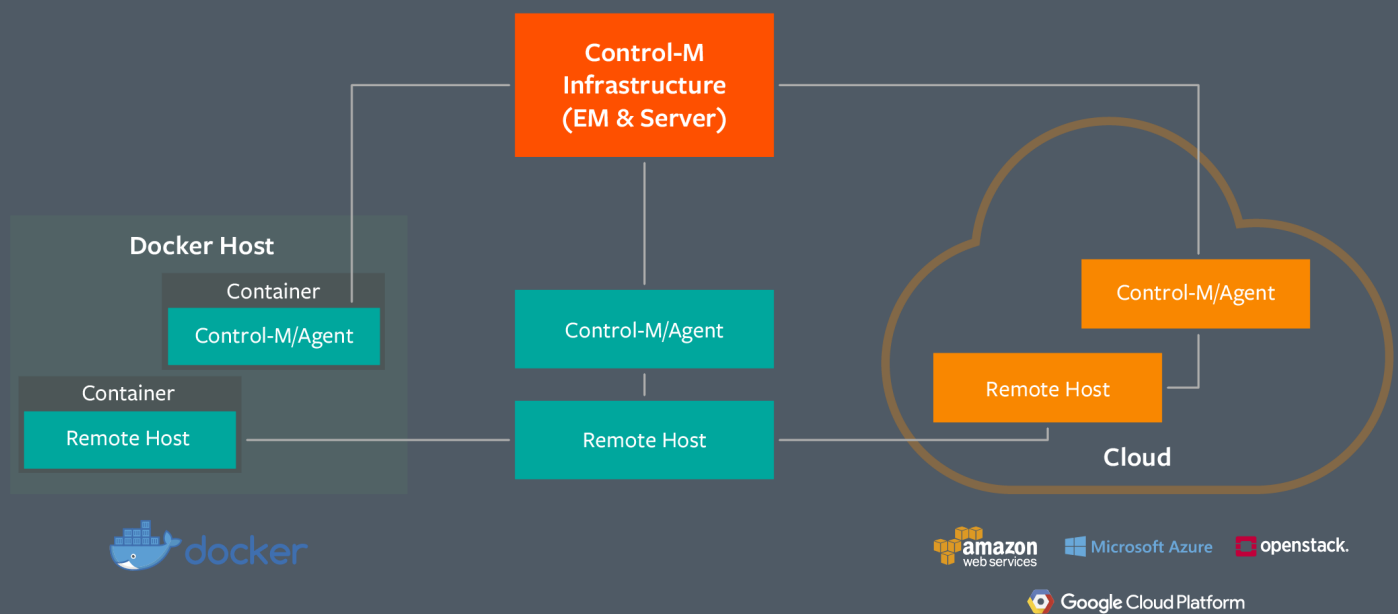 Control-M
Infrastructure
(EM & Server)
Docker Host
Container
Control-M/Agent
Container
Remote Host
Control-M/Agent
Remote Host
Control-M/Agent
Remote Host
Cloud
docker
amazon
web services
Microsoft Azure
openstack.
Google Cloud Platform